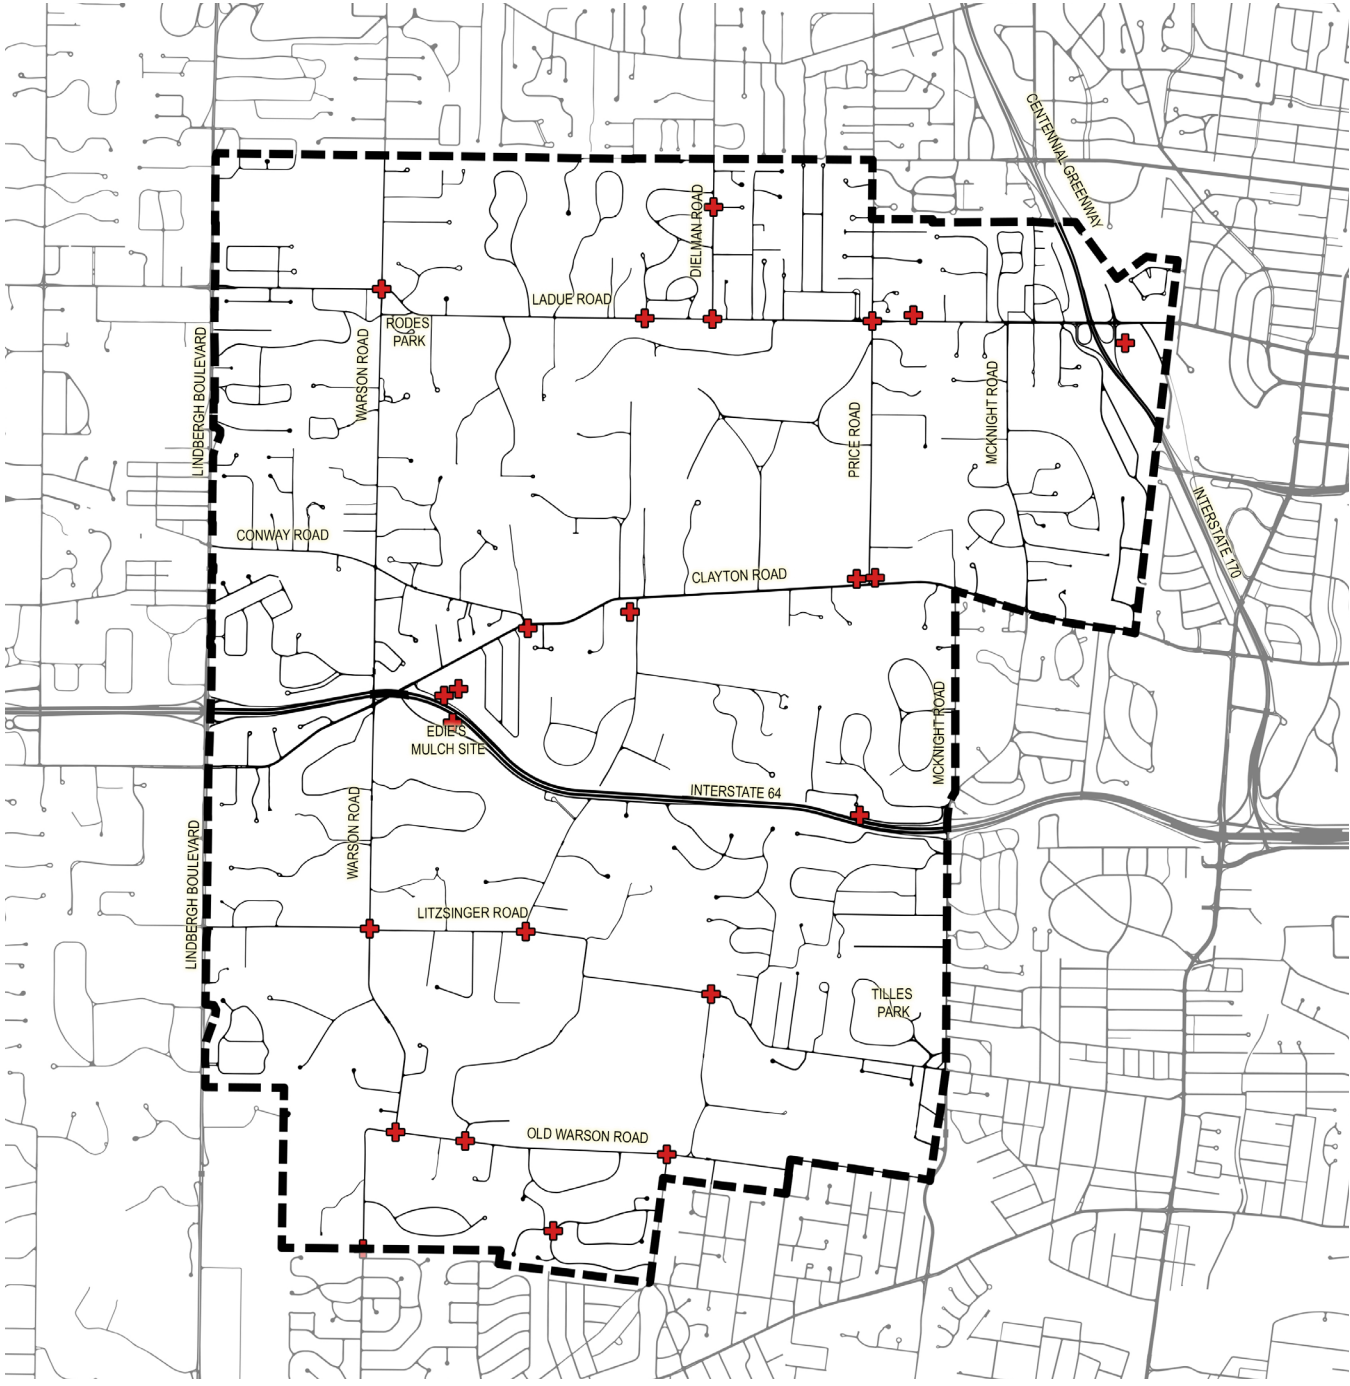 CENTENNIAL GREENWAY
DIELMAN ROAD
LADUE ROAD
RODES
PARK
LINDBERGH BOULEVARD
WARSON ROAD
PRICE ROAD
MCKNIGHT ROAD
INTERSTATE 170
CONWAY ROAD
CLAYTON ROAD
MCKNIGHT ROAD
EDIE'S
MULCH SITE
INTERSTATE 64
WARSON ROAD
LINDBERGH BOULEVARD
LITZSINGER ROAD
TILLES
PARK
OLD WARSON ROAD